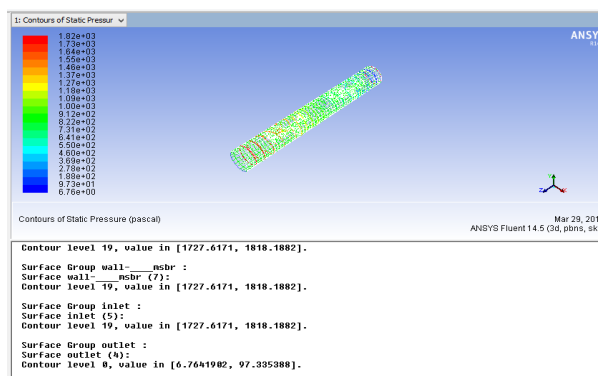 1: Contours of Static Pressur
1.82e+03
1.73e+03
1.64e+03
1.55e+03
1.46e+03
1.37e+03
1.27e+03
1.18e+03
1.09e+03
1.00e+03
9.12e+02
8.22e+02
7.31e+02
6.41e+02
5.50e+02
4.60e+02
3.69e+02
2.78e+02
1.88e+02
9.73e+01
6.76e+00
ANSY
Contours of Static Pressure (pascal)
Mar 29, 201
ANSYS Fluent 14.5 (3d, pbns, sk
Contour level 19, value in [1727.6171, 1818.1882].
Surface Group wall-____msbr :
Surface wall-____msbr (7):
Contour level 19, value in [1727.6171, 1818.1882].
Surface Group inlet :
Surface inlet (5):
Contour level 19, value in [1727.6171, 1818.1882].
Surface Group outlet :
Surface outlet (4):
Contour level 0, value in [6.7641902, 97.335388].